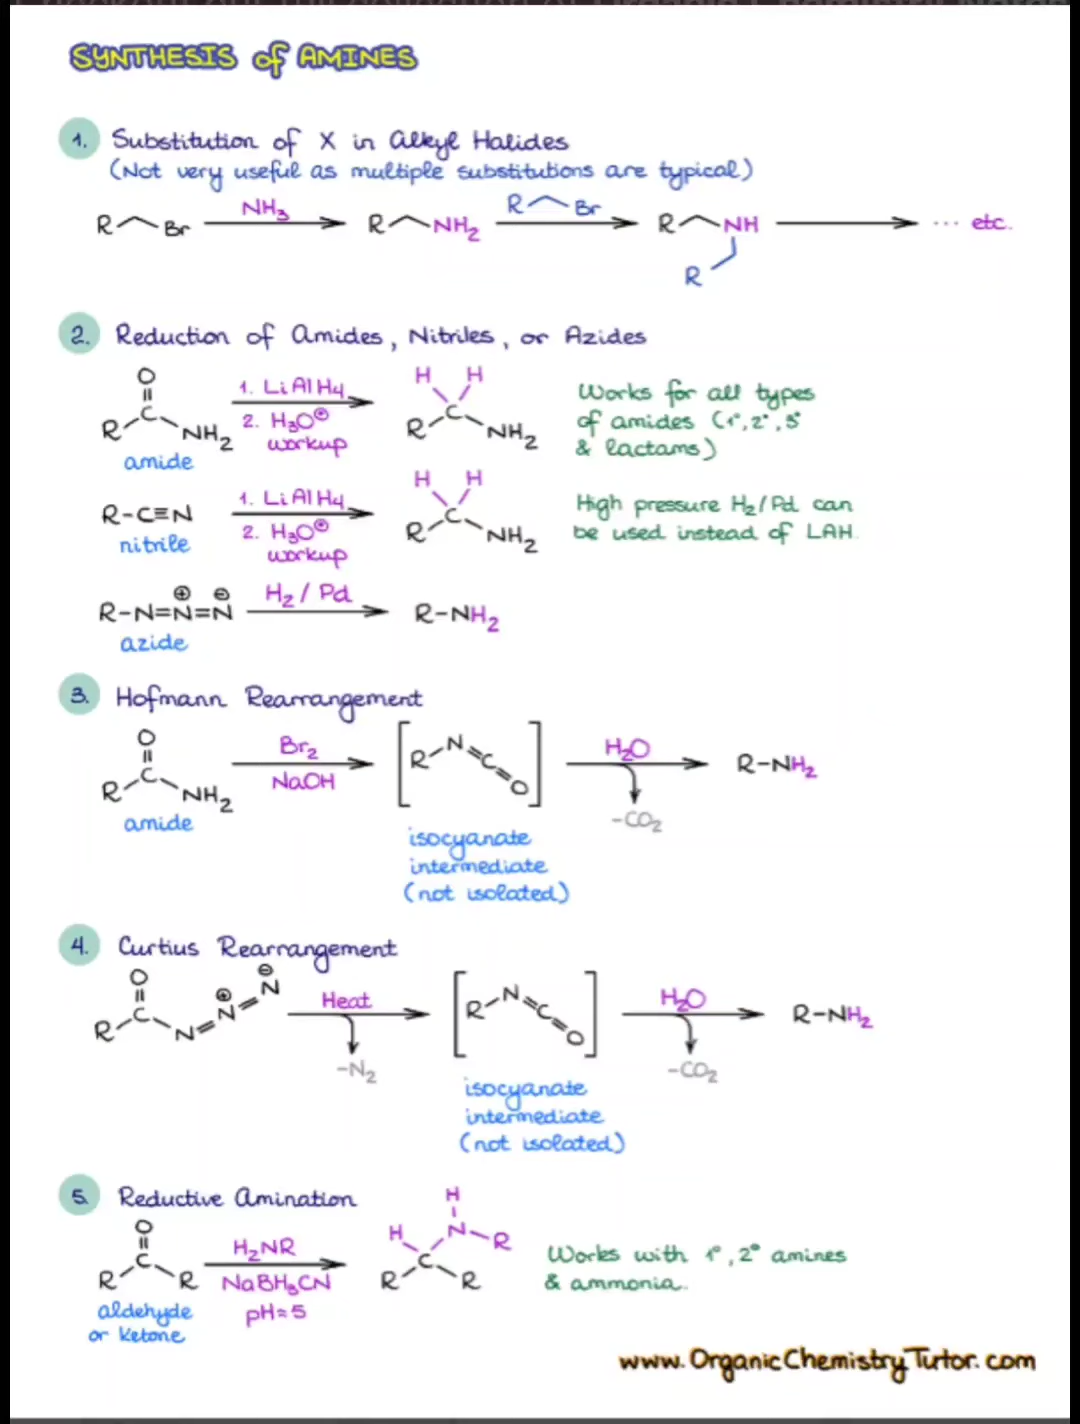 SYNTHESIS of AMINES
1. Substitution of X in Alkyl Halides
(Not very useful as multiple substitutions are typical)
R Br NH3 R NH2 R Br R NH ... etc.
R
2. Reduction of Amides, Nitriles, or Azides
O H H
R C NH2 1. LiAlH4 R C NH2 Works for all types
2. H3O⊕ of amides (1°, 2°, 3°
amide workup & lactams)
H H
R-C≡N 1. LiAlH4 R C NH2 High pressure H2/Pd can
nitrile 2. H3O⊕ be used instead of LAH.
workup
⊕ ⊖ H2/Pd
R-N=N=N R-NH2
azide
3. Hofmann Rearrangement
O Br2 H2O
R C NH2 NaOH [R N=C=O] R-NH2
amide -CO2
isocyanate
intermediate
(not isolated)
4. Curtius Rearrangement
O ⊕ ⊖ Heat H2O
R C N=N=N [R N=C=O] R-NH2
-N2 -CO2
isocyanate
intermediate
(not isolated)
5. Reductive Amination
O H
R C R H2NR H N R Works with 1°, 2° amines
NaBH3CN R C R & ammonia.
aldehyde pH≈5
or ketone
www.OrganicChemistryTutor.com